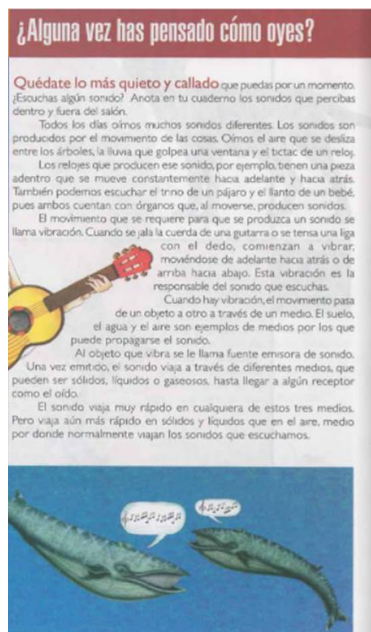 ¿Alguna vez has pensado cómo oyes?
Quédate lo más quieto y callado que puedas por un momento.
¿Escuchas algún sonido? Anota en tu cuaderno los sonidos que percibas
dentro y fuera del salón.
Todos los días oímos muchos sonidos diferentes. Los sonidos son
producidos por el movimiento de las cosas. Oímos el aire que se desliza
entre los árboles, la lluvia que golpea una ventana y el tictac de un reloj.
Los relojes que producen ese sonido, por ejemplo, tienen una pieza
adentro que se mueve constantemente hacia adelante y hacia atrás.
También podemos escuchar el trino de un pájaro y el llanto de un bebé,
pues ambos cuentan con órganos que, al moverse, producen sonidos.
El movimiento que se requiere para que se produzca un sonido se
llama vibración. Cuando se jala la cuerda de una guitarra o se tensa una liga
con el dedo, comienzan a vibrar,
moviéndose de adelante hacia atrás o de
arriba hacia abajo. Esta vibración es la
responsable del sonido que escuchas.
Cuando hay vibración, el movimiento pasa
de un objeto a otro a través de un medio. El suelo,
el agua y el aire son ejemplos de medios por los que
puede propagarse el sonido.
Al objeto que vibra se le llama fuente emisora de sonido.
Una vez emitido, el sonido viaja a través de diferentes medios, que
pueden ser sólidos, líquidos o gaseosos, hasta llegar a algún receptor
como el oído.
El sonido viaja muy rápido en cualquiera de estos tres medios.
Pero viaja aún más rápido en sólidos y líquidos que en el aire, medio
por donde normalmente viajan los sonidos que escuchamos.